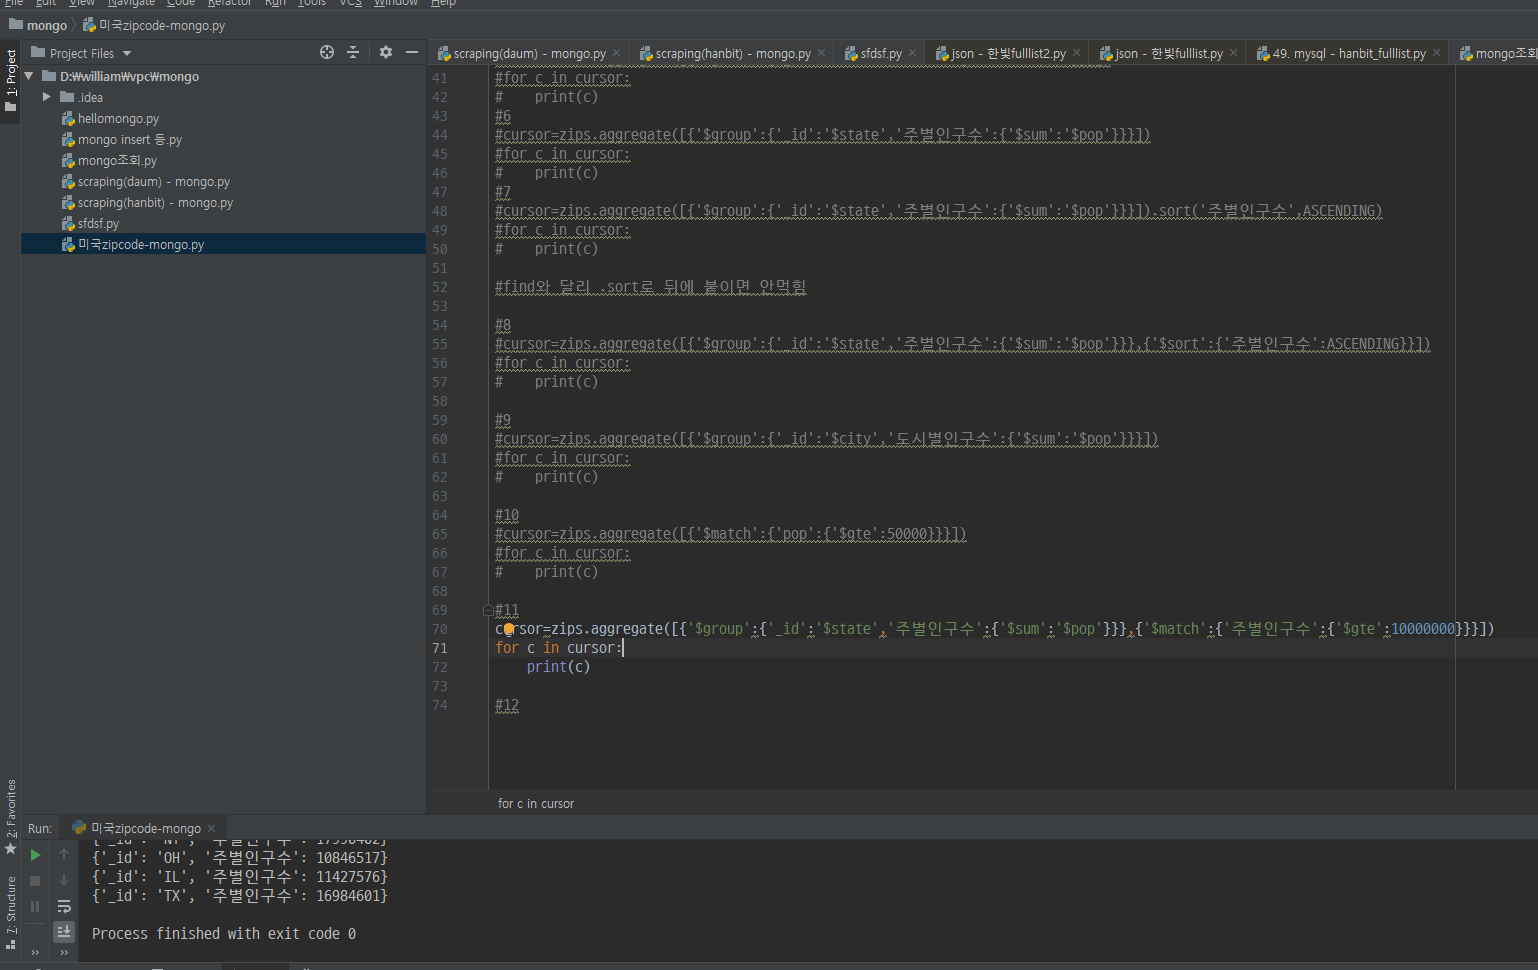 File Edit View Navigate Code Refactor Run Tools VCS Window Help
mongo 미국zipcode-mongo.py
Project Files
scraping(daum) - mongo.py scraping(hanbit) - mongo.py sfdsf.py json - 한빛fulllist2.py json - 한빛fulllist.py 49. mysql - hanbit_fulllist.py mongo조회
1: Project
D:₩william₩vpc₩mongo
.idea
hellomongo.py
mongo insert 등.py
mongo조회.py
scraping(daum) - mongo.py
scraping(hanbit) - mongo.py
sfdsf.py
미국zipcode-mongo.py
41 #for c in cursor:
42 #    print(c)
43 #6
44 #cursor=zips.aggregate([{'$group':{'_id':'$state','주별인구수':{'$sum':'$pop'}}}])
45 #for c in cursor:
46 #    print(c)
47 #7
48 #cursor=zips.aggregate([{'$group':{'_id':'$state','주별인구수':{'$sum':'$pop'}}}]).sort('주별인구수',ASCENDING)
49 #for c in cursor:
50 #    print(c)
51
52 #find와 달리 .sort로 뒤에 붙이면 안먹힘
53
54 #8
55 #cursor=zips.aggregate([{'$group':{'_id':'$state','주별인구수':{'$sum':'$pop'}}},{'$sort':{'주별인구수':ASCENDING}}])
56 #for c in cursor:
57 #    print(c)
58
59 #9
60 #cursor=zips.aggregate([{'$group':{'_id':'$city','도시별인구수':{'$sum':'$pop'}}}])
61 #for c in cursor:
62 #    print(c)
63
64 #10
65 #cursor=zips.aggregate([{'$match':{'pop':{'$gte':50000}}}])
66 #for c in cursor:
67 #    print(c)
68
69 #11
70 cursor=zips.aggregate([{'$group':{'_id':'$state','주별인구수':{'$sum':'$pop'}}},{'$match':{'주별인구수':{'$gte':10000000}}}])
71 for c in cursor:
72     print(c)
73
74 #12
for c in cursor
2: Favorites
7: Structure
Run: 미국zipcode-mongo
{'_id': 'NY', '주별인구수': 17990402}
{'_id': 'OH', '주별인구수': 10846517}
{'_id': 'IL', '주별인구수': 11427576}
{'_id': 'TX', '주별인구수': 16984601}
Process finished with exit code 0